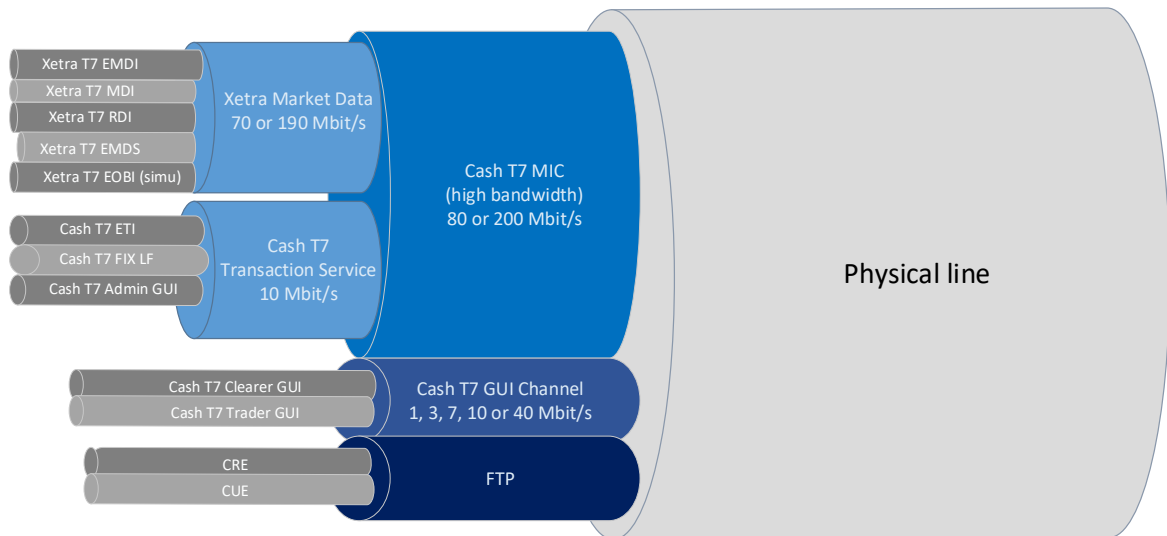 Xetra T7 EMDI
Xetra T7 MDI
Xetra T7 RDI
Xetra T7 EMDS
Xetra T7 EOBI (simu)
Xetra Market Data
70 or 190 Mbit/s
Cash T7 ETI
Cash T7 FIX LF
Cash T7 Admin GUI
Cash T7
Transaction Service
10 Mbit/s
Cash T7 MIC
(high bandwidth)
80 or 200 Mbit/s
Cash T7 Clearer GUI
Cash T7 Trader GUI
Cash T7 GUI Channel
1, 3, 7, 10 or 40 Mbit/s
CRE
CUE
FTP
Physical line